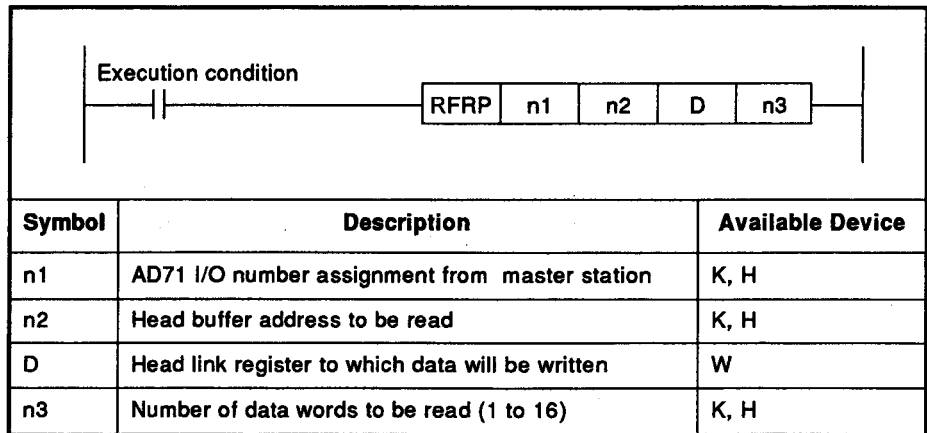 Execution condition
RFRP n1 n2 D n3
Symbol Description Available Device
n1 AD71 I/O number assignment from master station K, H
n2 Head buffer address to be read K, H
D Head link register to which data will be written W
n3 Number of data words to be read (1 to 16) K, H